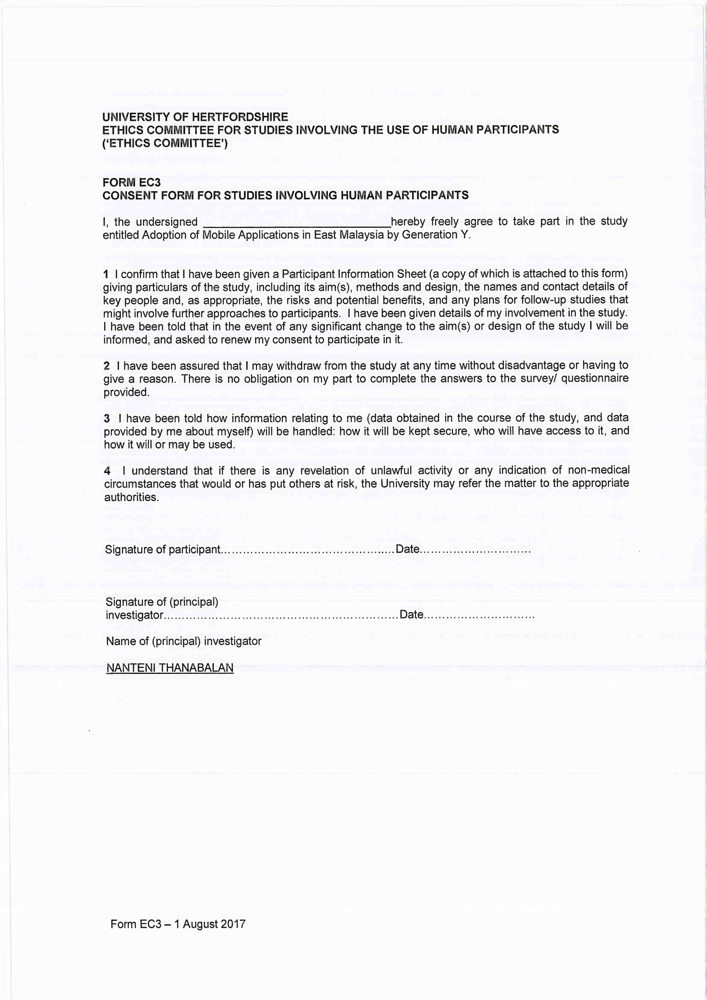 UNIVERSITY OF HERTFORDSHIRE
ETHICS COMMITTEE FOR STUDIES INVOLVING THE USE OF HUMAN PARTICIPANTS
(‘ETHICS COMMITTEE’)
FORM EC3
CONSENT FORM FOR STUDIES INVOLVING HUMAN PARTICIPANTS
I, the undersigned ______________________________hereby freely agree to take part in the study
entitled Adoption of Mobile Applications in East Malaysia by Generation Y.
1 I confirm that I have been given a Participant Information Sheet (a copy of which is attached to this form)
giving particulars of the study, including its aim(s), methods and design, the names and contact details of
key people and, as appropriate, the risks and potential benefits, and any plans for follow-up studies that
might involve further approaches to participants. I have been given details of my involvement in the study.
I have been told that in the event of any significant change to the aim(s) or design of the study I will be
informed, and asked to renew my consent to participate in it.
2 I have been assured that I may withdraw from the study at any time without disadvantage or having to
give a reason. There is no obligation on my part to complete the answers to the survey/ questionnaire
provided.
3 I have been told how information relating to me (data obtained in the course of the study, and data
provided by me about myself) will be handled: how it will be kept secure, who will have access to it, and
how it will or may be used.
4 I understand that if there is any revelation of unlawful activity or any indication of non-medical
circumstances that would or has put others at risk, the University may refer the matter to the appropriate
authorities.
Signature of participant................................................Date..............................
Signature of (principal)
investigator................................................................Date..............................
Name of (principal) investigator
NANTENI THANABALAN
Form EC3 – 1 August 2017